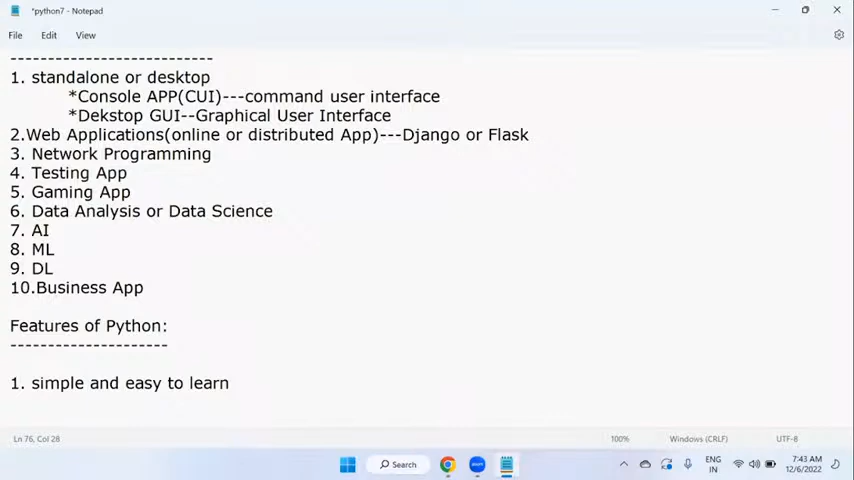 *python7 - Notepad
File Edit View
---------------------------
1. standalone or desktop
*Console APP(CUI)---command user interface
*Dekstop GUI--Graphical User Interface
2.Web Applications(online or distributed App)---Django or Flask
3. Network Programming
4. Testing App
5. Gaming App
6. Data Analysis or Data Science
7. AI
8. ML
9. DL
10.Business App
Features of Python:
---------------------
1. simple and easy to learn
Ln 76, Col 28 100% Windows (CRLF) UTF-8
Search zoom ENG IN 7:43 AM 12/6/2022